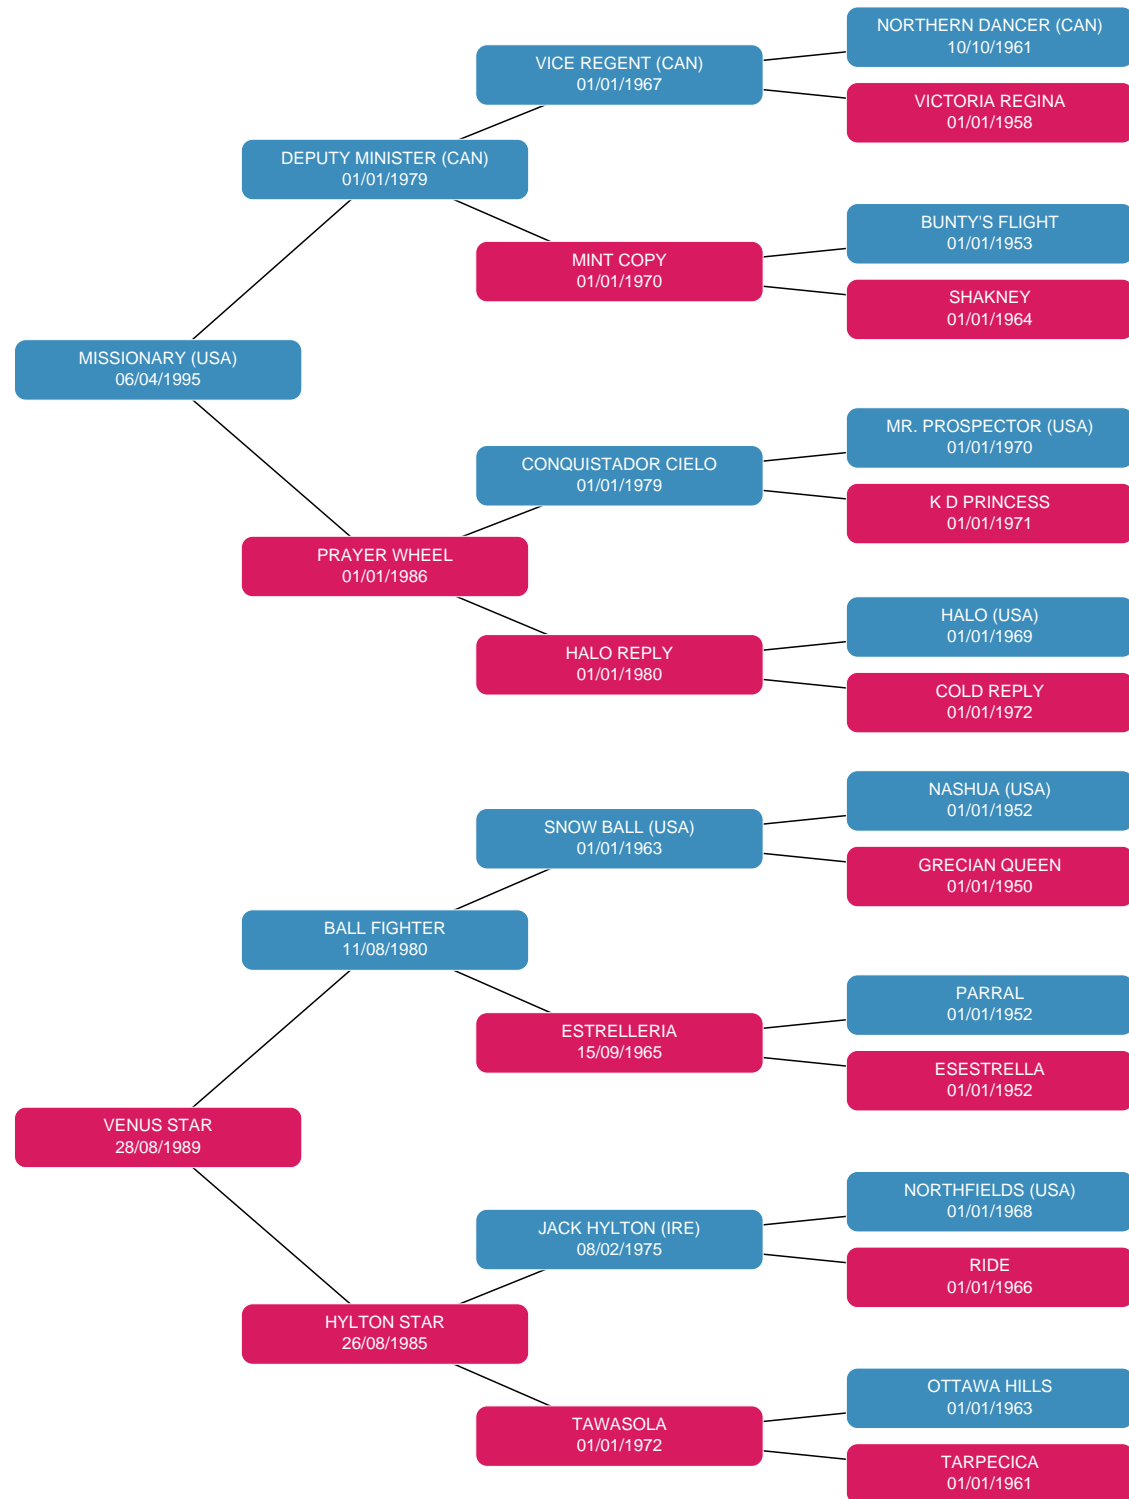 NORTHERN DANCER (CAN)
10/10/1961
VICE REGENT (CAN)
01/01/1967
VICTORIA REGINA
01/01/1958
DEPUTY MINISTER (CAN)
01/01/1979
BUNTY'S FLIGHT
01/01/1953
MINT COPY
01/01/1970
SHAKNEY
01/01/1964
MISSIONARY (USA)
06/04/1995
MR. PROSPECTOR (USA)
01/01/1970
CONQUISTADOR CIELO
01/01/1979
K D PRINCESS
01/01/1971
PRAYER WHEEL
01/01/1986
HALO (USA)
01/01/1969
HALO REPLY
01/01/1980
COLD REPLY
01/01/1972
NASHUA (USA)
01/01/1952
SNOW BALL (USA)
01/01/1963
GRECIAN QUEEN
01/01/1950
BALL FIGHTER
11/08/1980
PARRAL
01/01/1952
ESTRELLERIA
15/09/1965
ESESTRELLA
01/01/1952
VENUS STAR
28/08/1989
NORTHFIELDS (USA)
01/01/1968
JACK HYLTON (IRE)
08/02/1975
RIDE
01/01/1966
HYLTON STAR
26/08/1985
OTTAWA HILLS
01/01/1963
TAWASOLA
01/01/1972
TARPECICA
01/01/1961